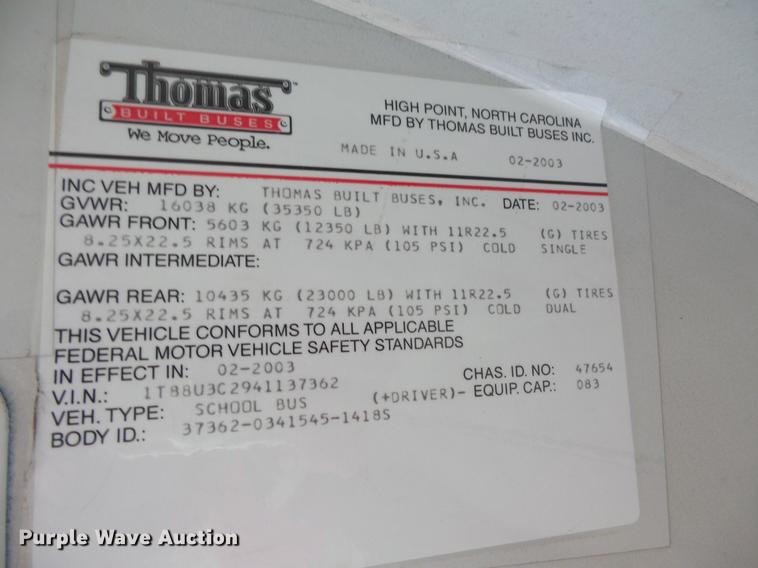 Thomas™
BUILT BUSES
We Move People.
HIGH POINT, NORTH CAROLINA
MFD BY THOMAS BUILT BUSES INC.
MADE IN U.S.A 02-2003
INC VEH MFD BY: THOMAS BUILT BUSES, INC. DATE: 02-2003
GVWR: 16038 KG (35350 LB)
GAWR FRONT: 5603 KG (12350 LB) WITH 11R22.5 (G) TIRES
8.25X22.5 RIMS AT 724 KPA (105 PSI) COLD SINGLE
GAWR INTERMEDIATE:
GAWR REAR: 10435 KG (23000 LB) WITH 11R22.5 (G) TIRES
8.25X22.5 RIMS AT 724 KPA (105 PSI) COLD DUAL
THIS VEHICLE CONFORMS TO ALL APPLICABLE
FEDERAL MOTOR VEHICLE SAFETY STANDARDS
IN EFFECT IN: 02-2003 CHAS. ID. NO: 47654
V.I.N.: 1T88U3C2941137362 (+DRIVER)- EQUIP. CAP.: 083
VEH. TYPE: SCHOOL BUS
BODY ID.: 37362-0341545-1418S
Purple Wave Auction